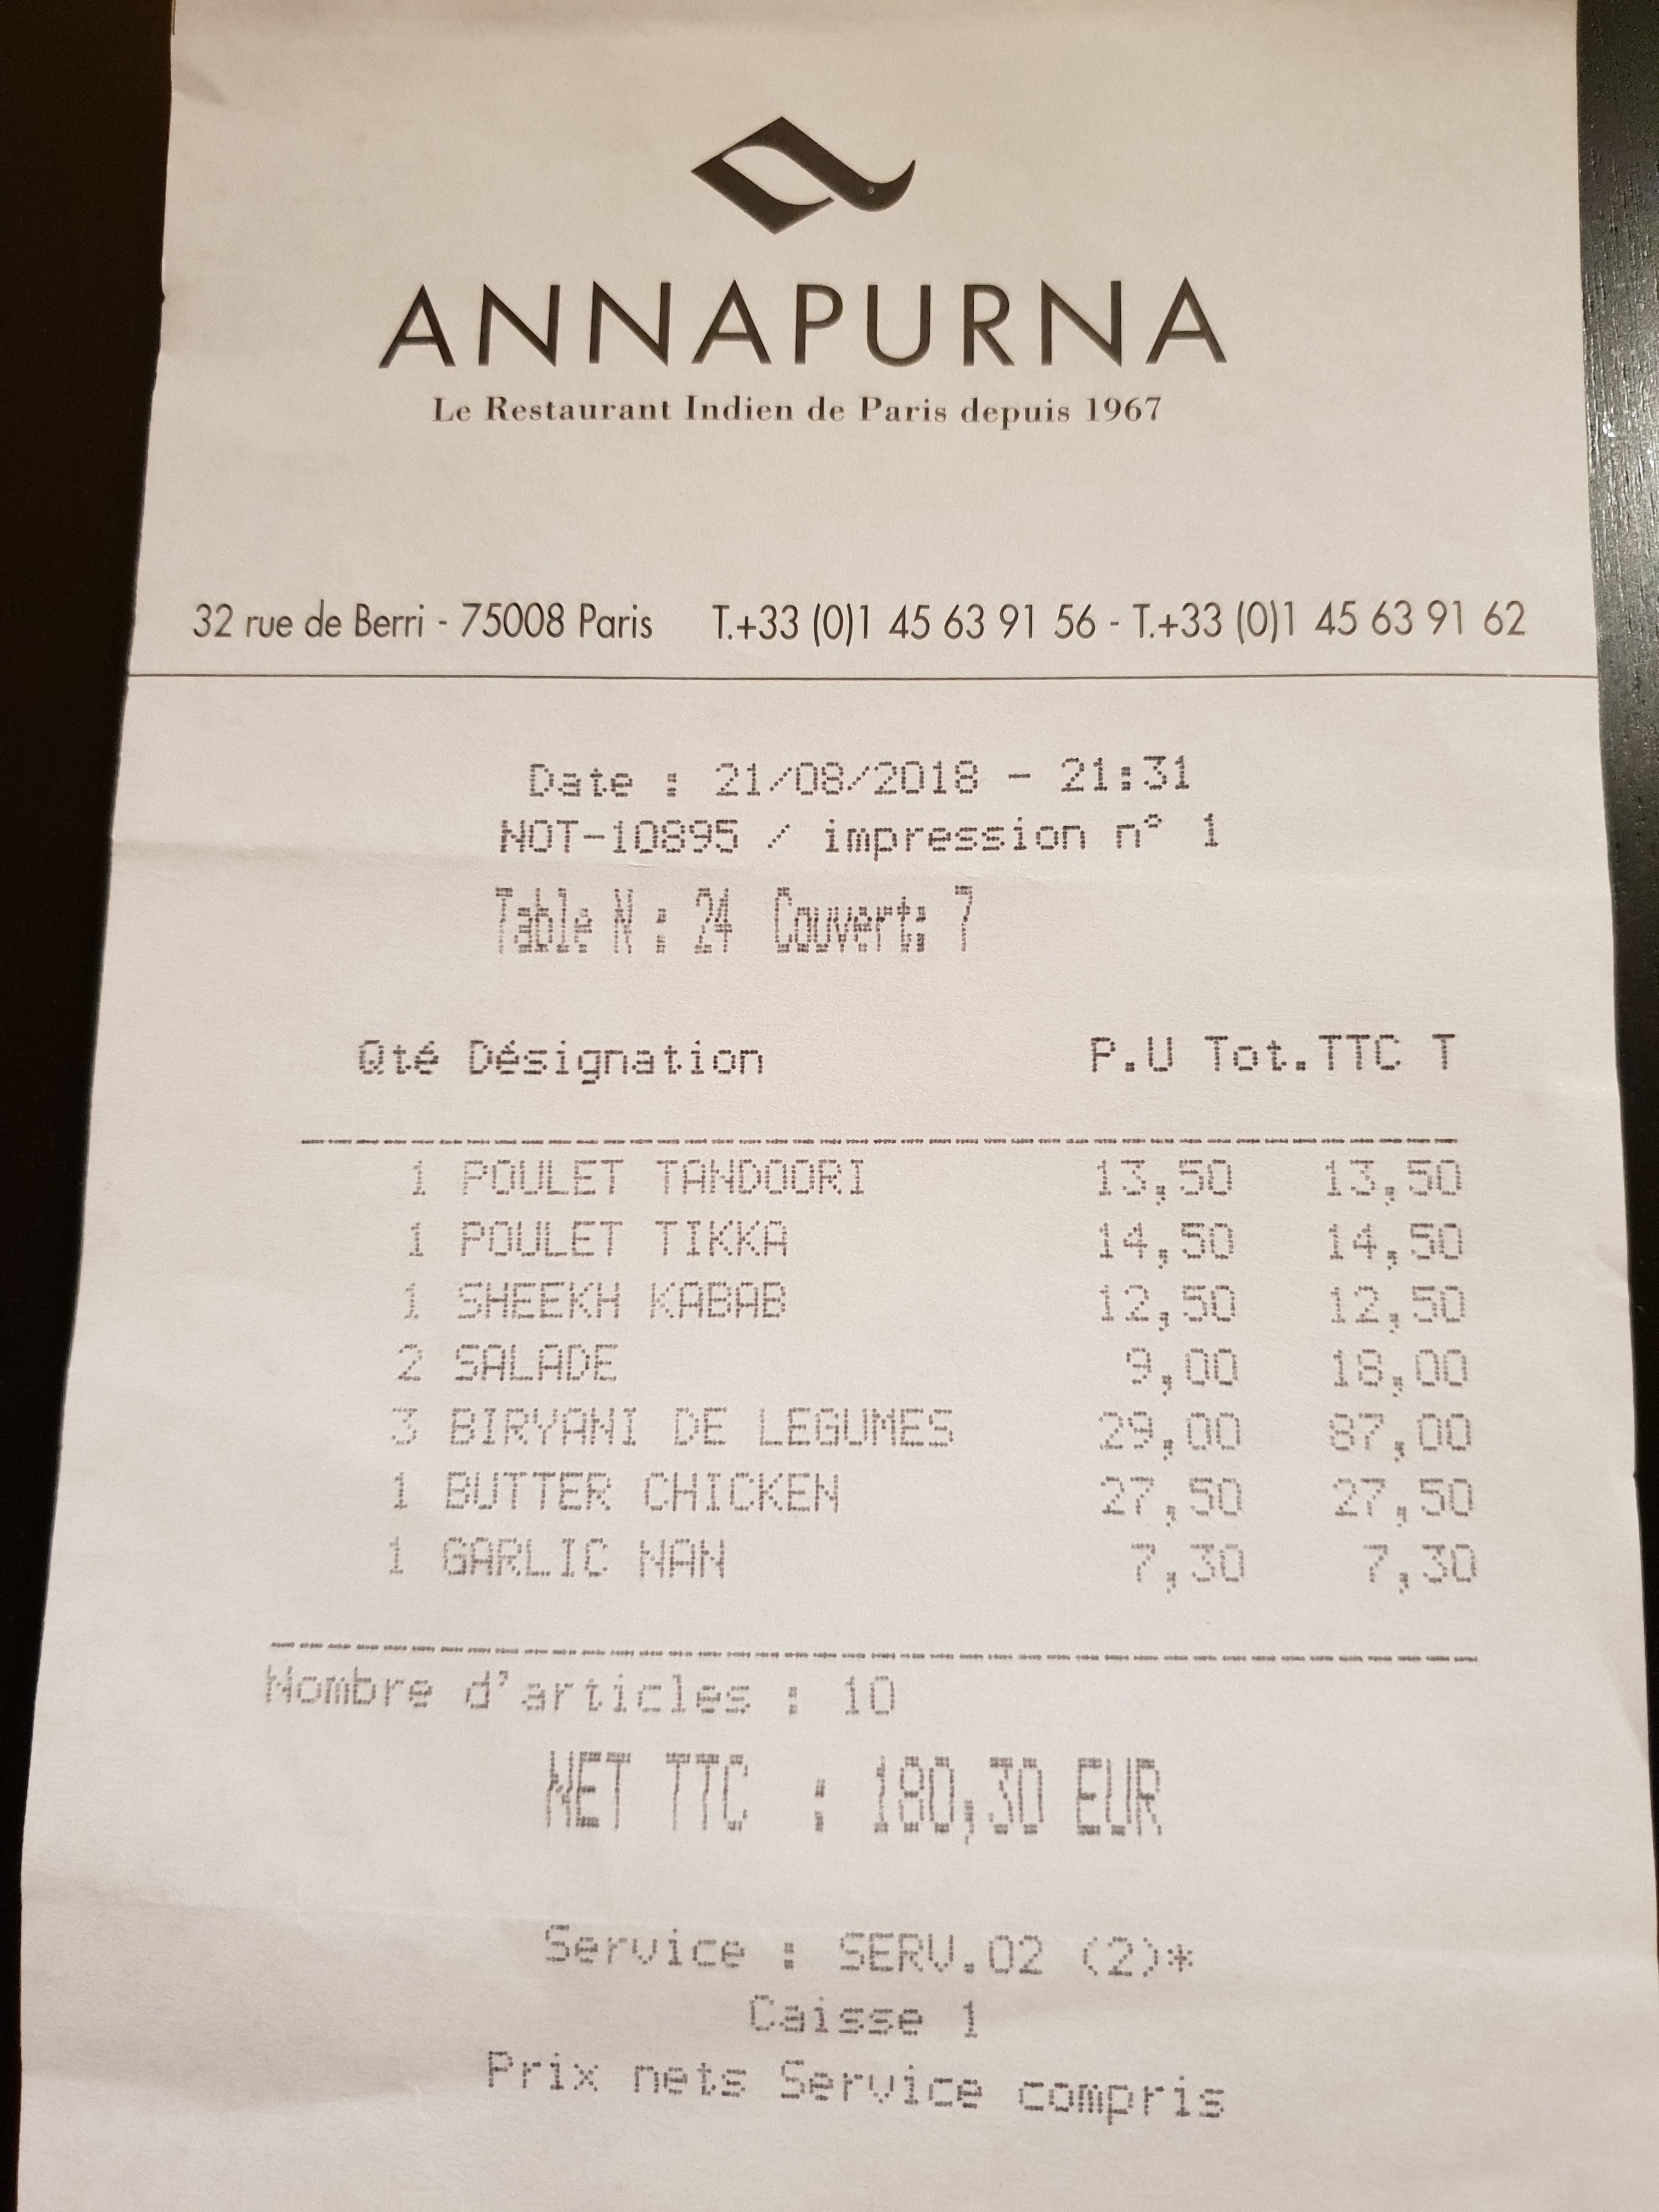 ANNAPURNA
Le Restaurant Indien de Paris depuis 1967
32 rue de Berri - 75008 Paris T.+33 (0)1 45 63 91 56 - T.+33 (0)1 45 63 91 62
Date : 21/08/2018 - 21:31
NOT-10895 / impression n° 1
Table N : 24 Couvert: 7
Qté Désignation P.U Tot.TTC T
1 POULET TANDOORI 13,50 13,50
1 POULET TIKKA 14,50 14,50
1 SHEEKH KABAB 12,50 12,50
2 SALADE 9,00 18,00
3 BIRYANI DE LEGUMES 29,00 87,00
1 BUTTER CHICKEN 27,50 27,50
1 GARLIC NAN 7,30 7,30
Nombre d'articles : 10
NET TTC : 180,30 EUR
Service : SERV.02 (2)*
Caisse 1
Prix nets Service compris